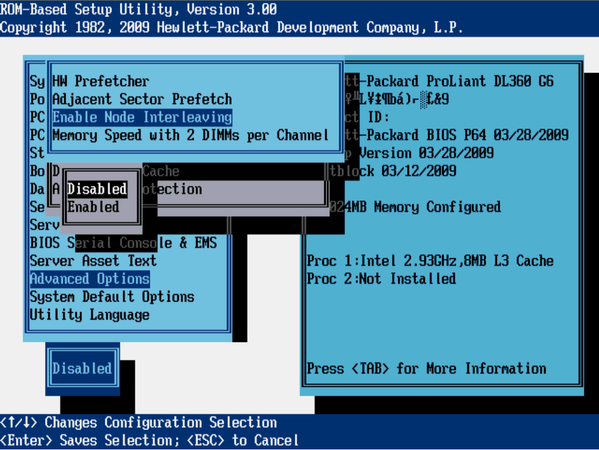 ROM-Based Setup Utility, Version 3.00
Copyright 1982, 2009 Hewlett-Packard Development Company, L.P.
Sy HW Prefetcher tt-Packard ProLiant DL360 G6
Po Adjacent Sector Prefetch
PC Enable Node Interleaving ct ID:
PC Memory Speed with 2 DIMMs per Channel tt-Packard BIOS P64 03/28/2009
St p Version 03/28/2009
Bo D Cache tblock 03/12/2009
Da A Disabled otection
Se Enabled 024MB Memory Configured
Serv
BIOS Serial Console & EMS
Server Asset Text Proc 1:Intel 2.93GHz,8MB L3 Cache
Advanced Options Proc 2:Not Installed
System Default Options
Utility Language
Disabled Press <TAB> for More Information
<↑/↓> Changes Configuration Selection
<Enter> Saves Selection; <ESC> to Cancel